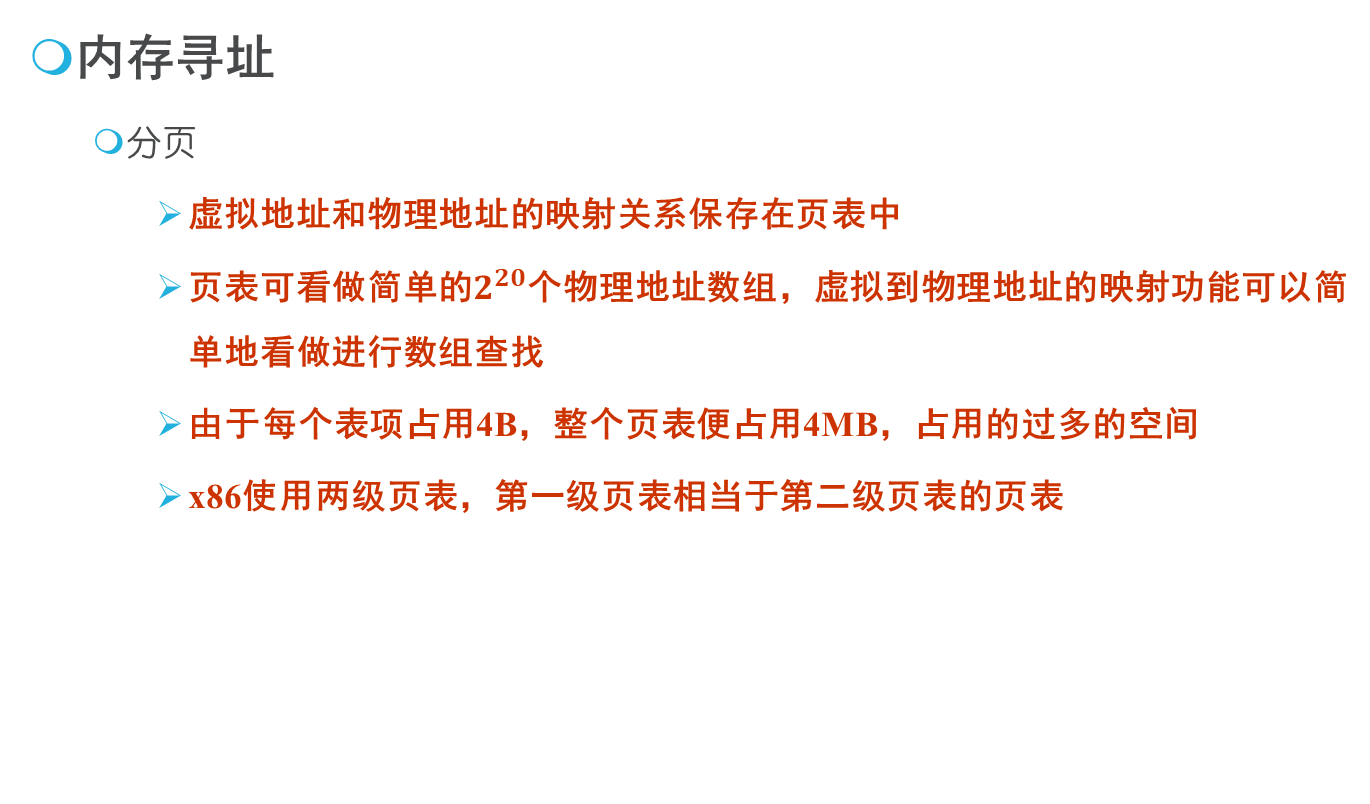 内存寻址
分页
虚拟地址和物理地址的映射关系保存在页表中
页表可看做简单的2²⁰个物理地址数组，虚拟到物理地址的映射功能可以简
单地看做进行数组查找
由于每个表项占用4B，整个页表便占用4MB，占用的过多的空间
x86使用两级页表，第一级页表相当于第二级页表的页表